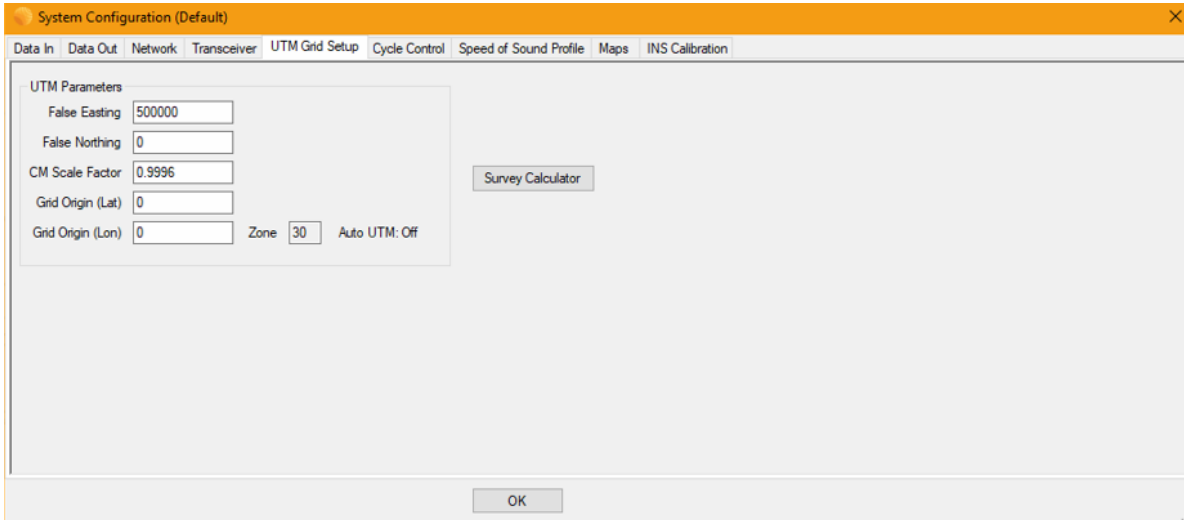 System Configuration (Default)
Data In Data Out Network Transceiver UTM Grid Setup Cycle Control Speed of Sound Profile Maps INS Calibration
UTM Parameters
False Easting 500000
False Northing 0
CM Scale Factor 0.9996
Survey Calculator
Grid Origin (Lat) 0
Grid Origin (Lon) 0 Zone 30 Auto UTM: Off
OK